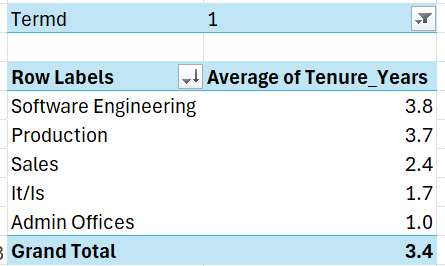 Termd 1
Row Labels Average of Tenure_Years
Software Engineering 3.8
Production 3.7
Sales 2.4
It/Is 1.7
Admin Offices 1.0
Grand Total 3.4